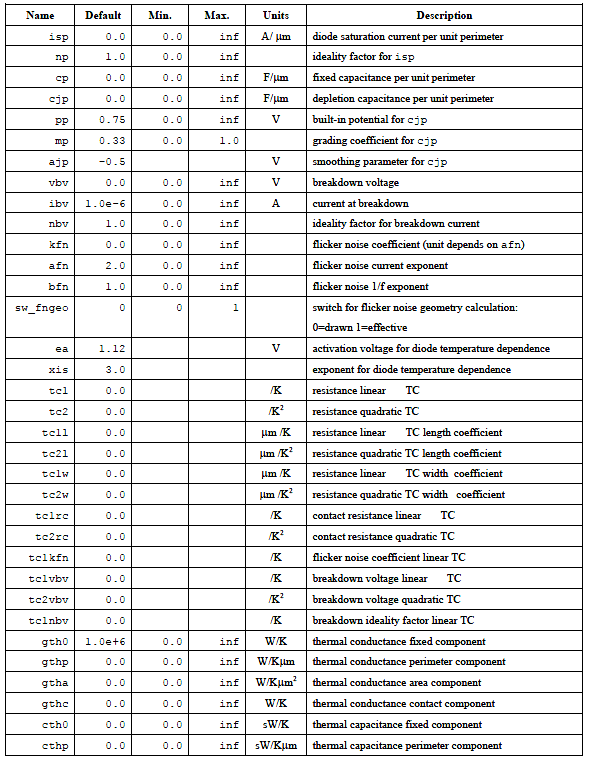 Name Default Min. Max. Units Description
isp 0.0 0.0 inf A/ μm diode saturation current per unit perimeter
np 1.0 0.0 inf ideality factor for isp
cp 0.0 0.0 inf F/μm fixed capacitance per unit perimeter
cjp 0.0 0.0 inf F/μm depletion capacitance per unit perimeter
pp 0.75 0.0 inf V built-in potential for cjp
mp 0.33 0.0 1.0 grading coefficient for cjp
ajp -0.5 V smoothing parameter for cjp
vbv 0.0 0.0 inf V breakdown voltage
ibv 1.0e-6 0.0 inf A current at breakdown
nbv 1.0 0.0 inf ideality factor for breakdown current
kfn 0.0 0.0 inf flicker noise coefficient (unit depends on afn)
afn 2.0 0.0 inf flicker noise current exponent
bfn 1.0 0.0 inf flicker noise 1/f exponent
sw_fngeo 0 0 1 switch for flicker noise geometry calculation:
0=drawn 1=effective
ea 1.12 V activation voltage for diode temperature dependence
xis 3.0 exponent for diode temperature dependence
tc1 0.0 /K resistance linear TC
tc2 0.0 /K² resistance quadratic TC
tc1l 0.0 μm /K resistance linear TC length coefficient
tc2l 0.0 μm /K² resistance quadratic TC length coefficient
tc1w 0.0 μm /K resistance linear TC width coefficient
tc2w 0.0 μm /K² resistance quadratic TC width coefficient
tc1rc 0.0 /K contact resistance linear TC
tc2rc 0.0 /K² contact resistance quadratic TC
tc1kfn 0.0 /K flicker noise coefficient linear TC
tc1vbv 0.0 /K breakdown voltage linear TC
tc2vbv 0.0 /K² breakdown voltage quadratic TC
tc1nbv 0.0 /K breakdown ideality factor linear TC
gth0 1.0e+6 0.0 inf W/K thermal conductance fixed component
gthp 0.0 0.0 inf W/Kμm thermal conductance perimeter component
gtha 0.0 0.0 inf W/Kμm² thermal conductance area component
gthc 0.0 0.0 inf W/K thermal conductance contact component
cth0 0.0 0.0 inf sW/K thermal capacitance fixed component
cthp 0.0 0.0 inf sW/Kμm thermal capacitance perimeter component